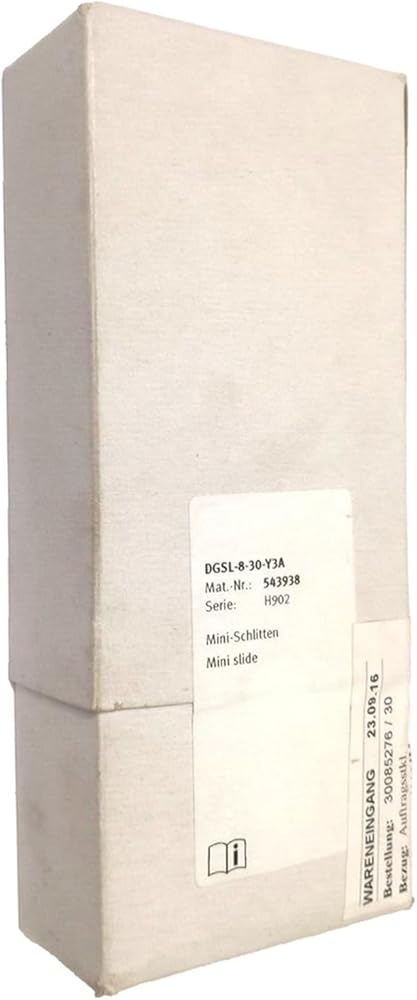 DGSL-8-30-Y3A
Mat.-Nr.: 543938
Serie: H902
Mini-Schlitten
Mini slide
WARENEINGANG 23.09.16
Bestellung: 30085276 / 30
Bezug: Auftragsstkl.